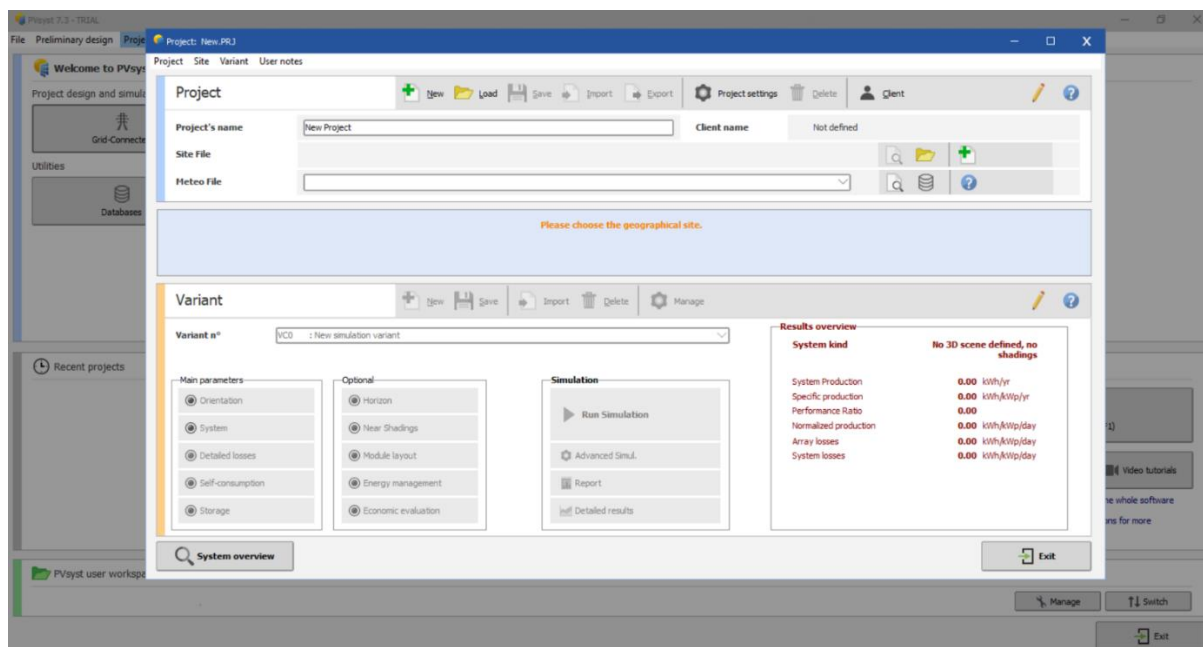 PVsyst 7.3 - TRIAL
File Preliminary design Proje
Project: New.PRJ
Project Site Variant User notes
Welcome to PVsys
Project design and simula
Grid-Connecte
Utilities
Databases
Recent projects
Project
New Load Save Import Export Project settings Delete Client
Project's name New Project Client name Not defined
Site File
Meteo File
Please choose the geographical site.
Variant
New Save Import Delete Manage
Variant n° VC0 : New simulation variant
Main parameters
Orientation
System
Detailed losses
Self-consumption
Storage
Optional
Horizon
Near Shadings
Module layout
Energy management
Economic evaluation
Simulation
Run Simulation
Advanced Simul.
Report
Detailed results
Results overview
System kind No 3D scene defined, no
shadings
System Production 0.00 kWh/yr
Specific production 0.00 kWh/kWp/yr
Performance Ratio 0.00
Normalized production 0.00 kWh/kWp/day
Array losses 0.00 kWh/kWp/day
System losses 0.00 kWh/kWp/day
System overview
Exit
1)
Video tutorials
he whole software
ons for more
PVsyst user workspa
Manage Switch
Exit